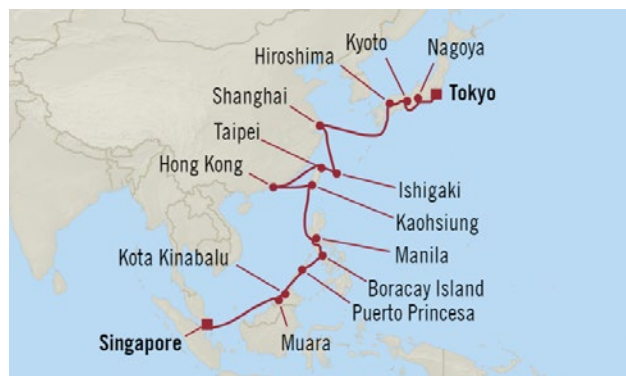 Kyoto
Nagoya
Hiroshima
Tokyo
Shanghai
Taipei
Hong Kong
Ishigaki
Kaohsiung
Manila
Kota Kinabalu
Boracay Island
Puerto Princesa
Singapore
Muara